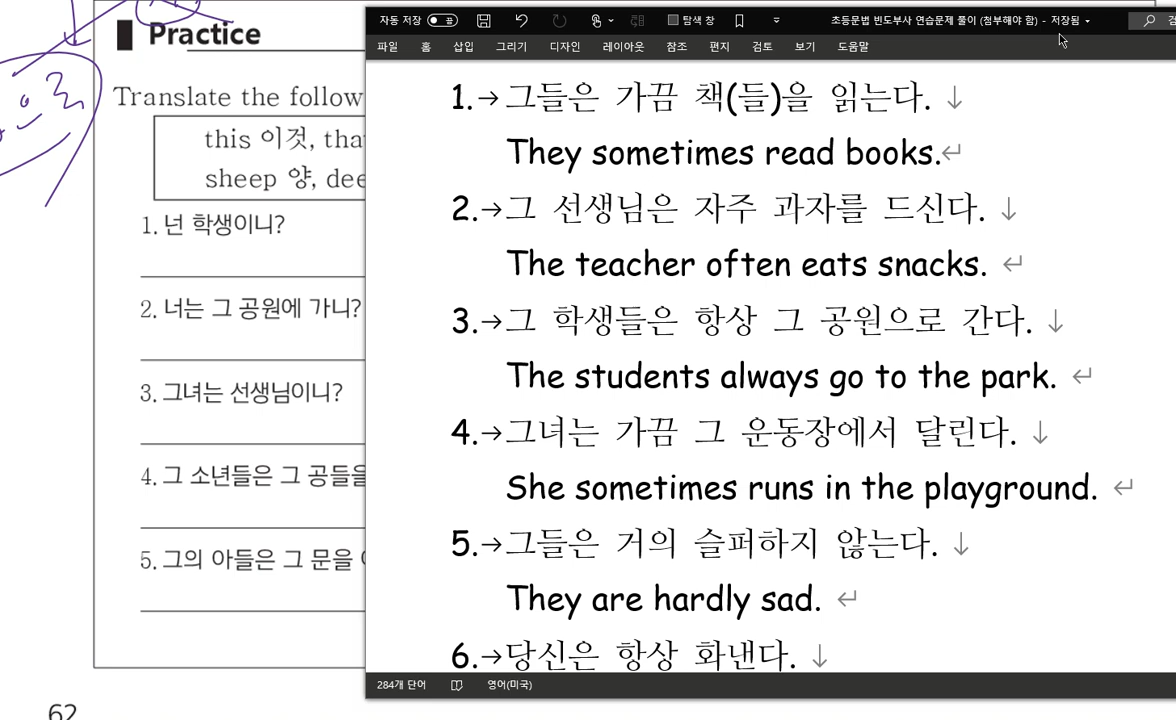 Practice
Translate the follow
this 이것, tha
sheep 양, dee
1. 넌 학생이니?
2. 너는 그 공원에 가니?
3. 그녀는 선생님이니?
4. 그 소년들은 그 공들을
5. 그의 아들은 그 문을
62
자동 저장 끔 탐색 창 초등문법 빈도부사 연습문제 풀이 (첨부해야 함) - 저장됨
파일 홈 삽입 그리기 디자인 레이아웃 참조 편지 검토 보기 도움말
1.→그들은 가끔 책(들)을 읽는다. ↓
They sometimes read books.↵
2.→그 선생님은 자주 과자를 드신다. ↓
The teacher often eats snacks. ↵
3.→그 학생들은 항상 그 공원으로 간다. ↓
The students always go to the park. ↵
4.→그녀는 가끔 그 운동장에서 달린다. ↓
She sometimes runs in the playground. ↵
5.→그들은 거의 슬퍼하지 않는다. ↓
They are hardly sad. ↵
6.→당신은 항상 화낸다. ↓
284개 단어 영어(미국)